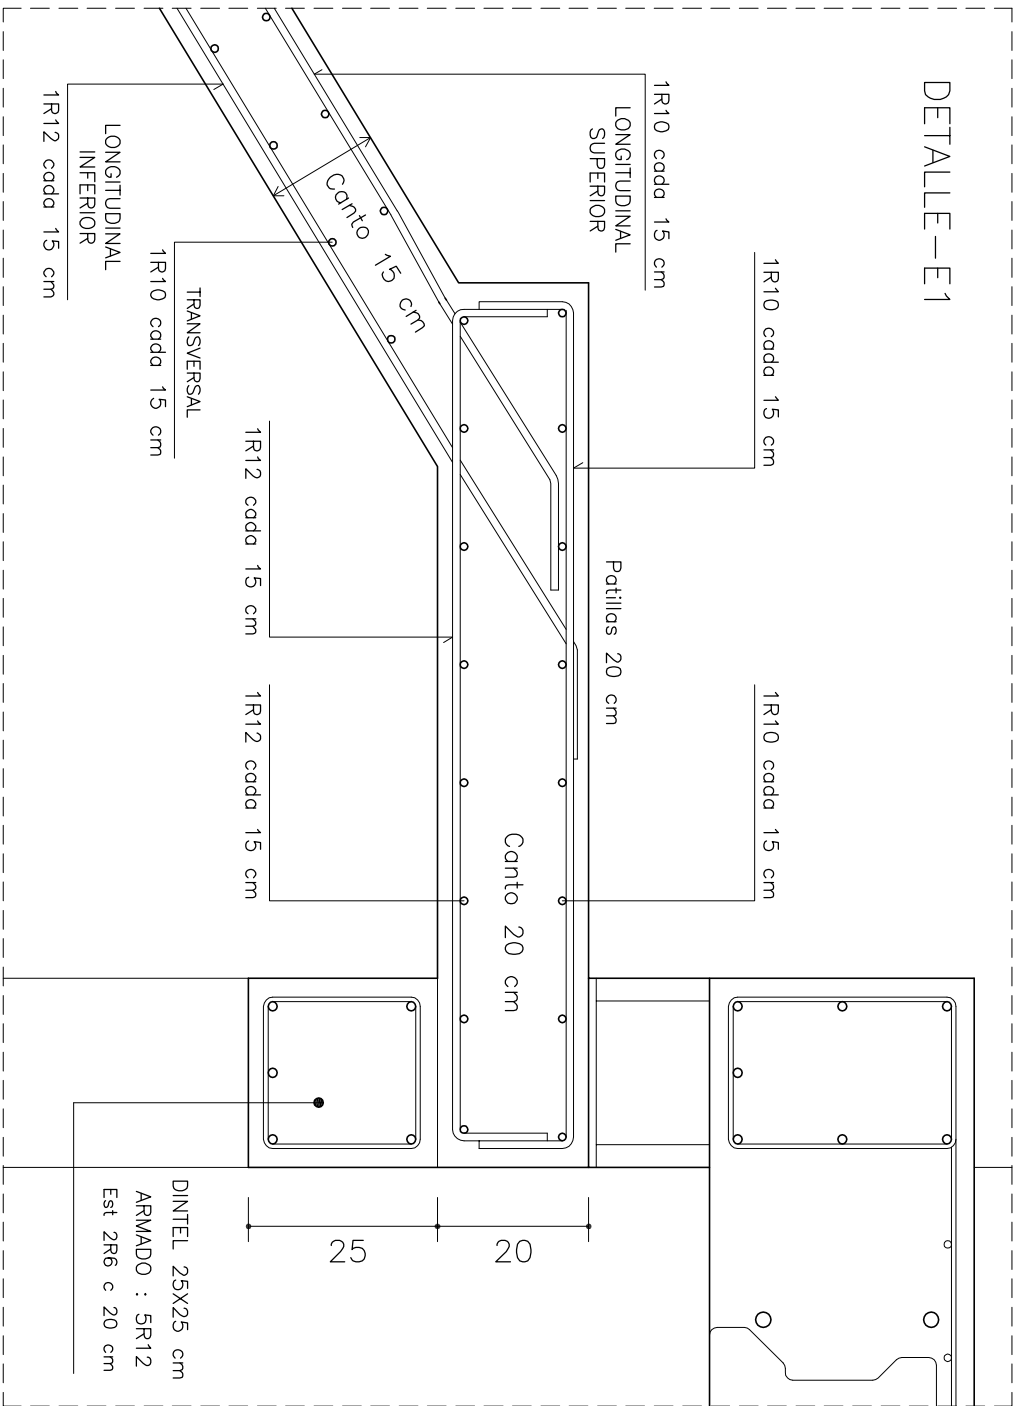 DETALLE-E1
1R10 cada 15 cm
LONGITUDINAL
SUPERIOR
1R10 cada 15 cm
1R10 cada 15 cm
Patillas 20 cm
Canto 15 cm
Canto 20 cm
1R12 cada 15 cm
1R12 cada 15 cm
TRANSVERSAL
1R10 cada 15 cm
LONGITUDINAL
INFERIOR
1R12 cada 15 cm
20
25
DINTEL 25X25 cm
ARMADO : 5R12
Est 2R6 c 20 cm